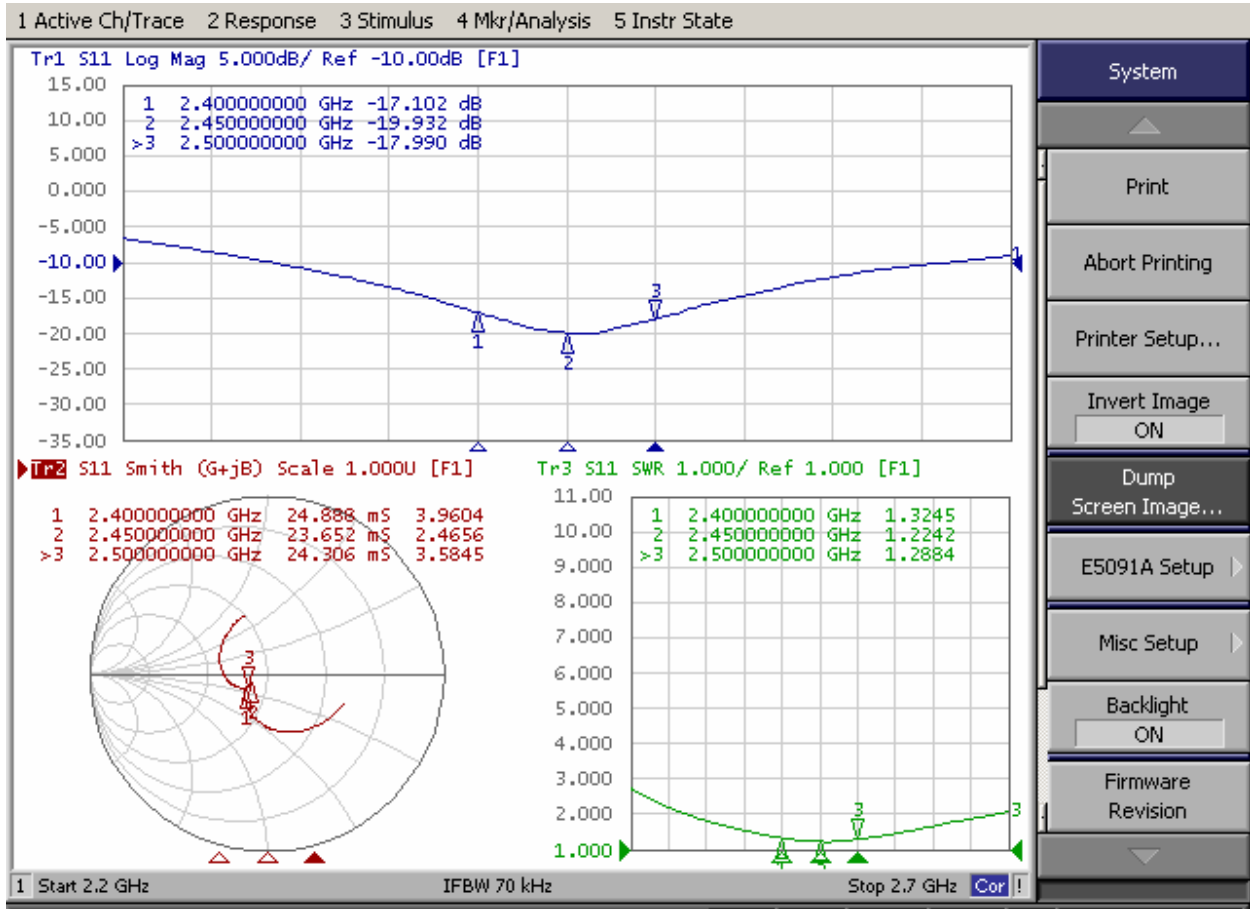 1 Active Ch/Trace 2 Response 3 Stimulus 4 Mkr/Analysis 5 Instr State
Tr1 S11 Log Mag 5.000dB/ Ref -10.00dB [F1]
15.00
10.00
5.000
0.000
-5.000
-10.00
-15.00
-20.00
-25.00
-30.00
-35.00
1 2.400000000 GHz -17.102 dB
2 2.450000000 GHz -19.932 dB
>3 2.500000000 GHz -17.990 dB
1
2
3
1
Tr2 S11 Smith (G+jB) Scale 1.000U [F1]
1 2.400000000 GHz 24.888 mS 3.9604
2 2.450000000 GHz 23.652 mS 2.4656
>3 2.500000000 GHz 24.306 mS 3.5845
3
1
Tr3 S11 SWR 1.000/ Ref 1.000 [F1]
11.00
10.00
9.000
8.000
7.000
6.000
5.000
4.000
3.000
2.000
1.000
1 2.400000000 GHz 1.3245
2 2.450000000 GHz 1.2242
>3 2.500000000 GHz 1.2884
3
3
1 Start 2.2 GHz IFBW 70 kHz Stop 2.7 GHz Cor !
System
Print
Abort Printing
Printer Setup...
Invert Image
ON
Dump
Screen Image...
E5091A Setup
Misc Setup
Backlight
ON
Firmware
Revision